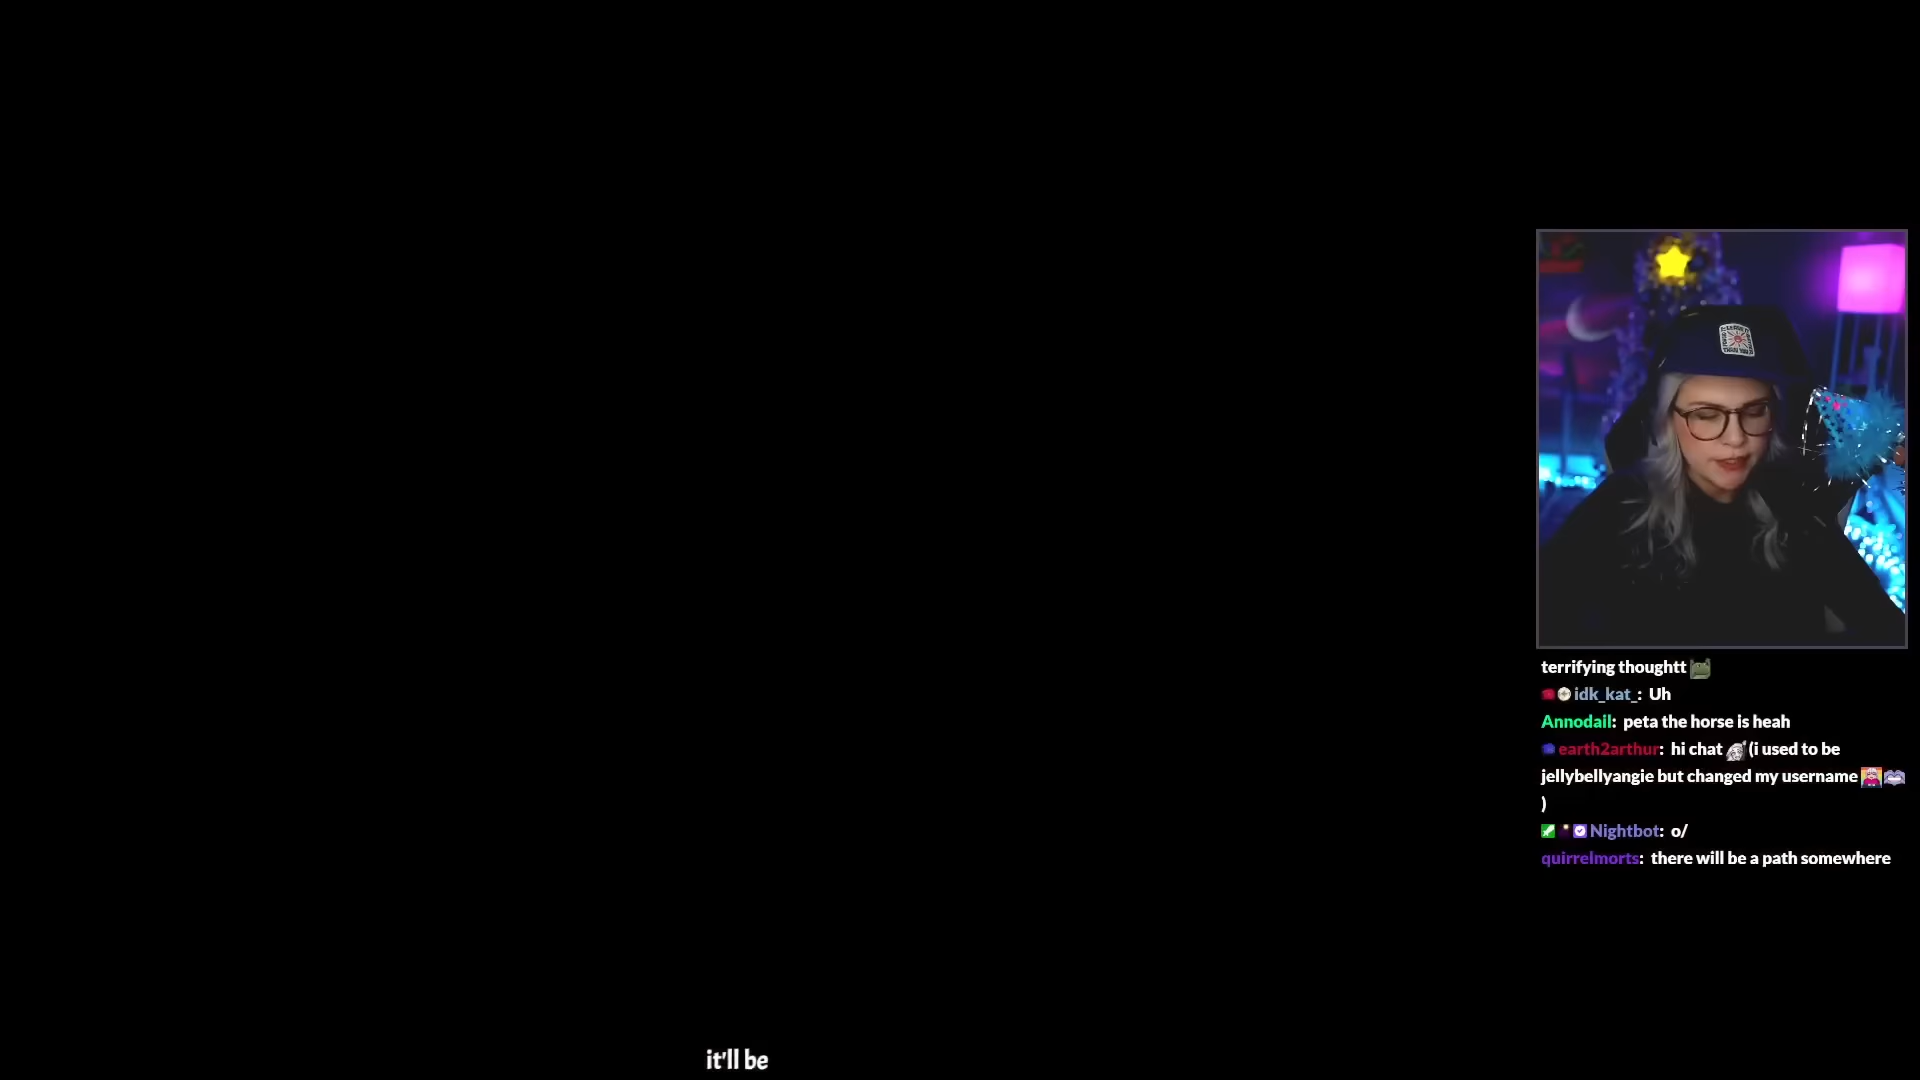 terrifying thoughtt
idk_kat_: Uh
Annodail: peta the horse is heah
earth2arthur: hi chat (i used to be
jellybellyangie but changed my username
)
Nightbot: o/
quirrelmorts: there will be a path somewhere
it'll be